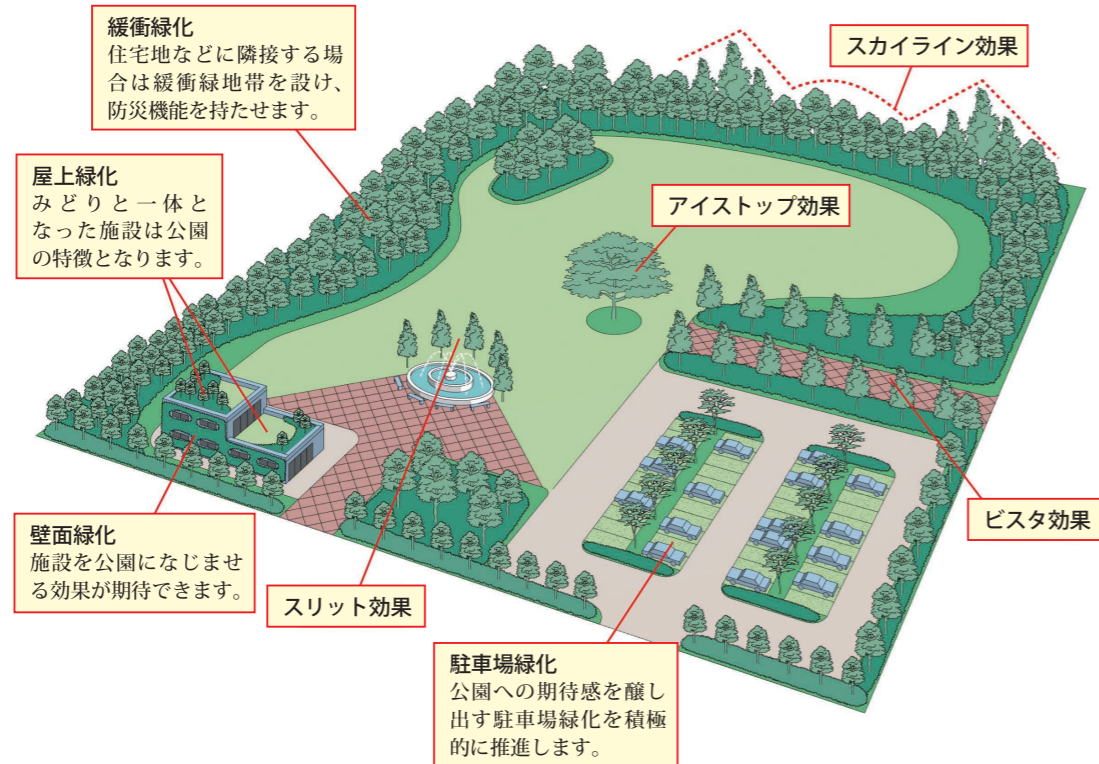 緩衝緑化
住宅地などに隣接する場
合は緩衝緑地帯を設け、
防災機能を持たせます。
スカイライン効果
屋上緑化
みどりと一体と
なった施設は公園
の特徴となります。
アイストップ効果
壁面緑化
施設を公園になじませ
る効果が期待できます。
スリット効果
ビスタ効果
駐車場緑化
公園への期待感を醸し
出す駐車場緑化を積極
的に推進します。